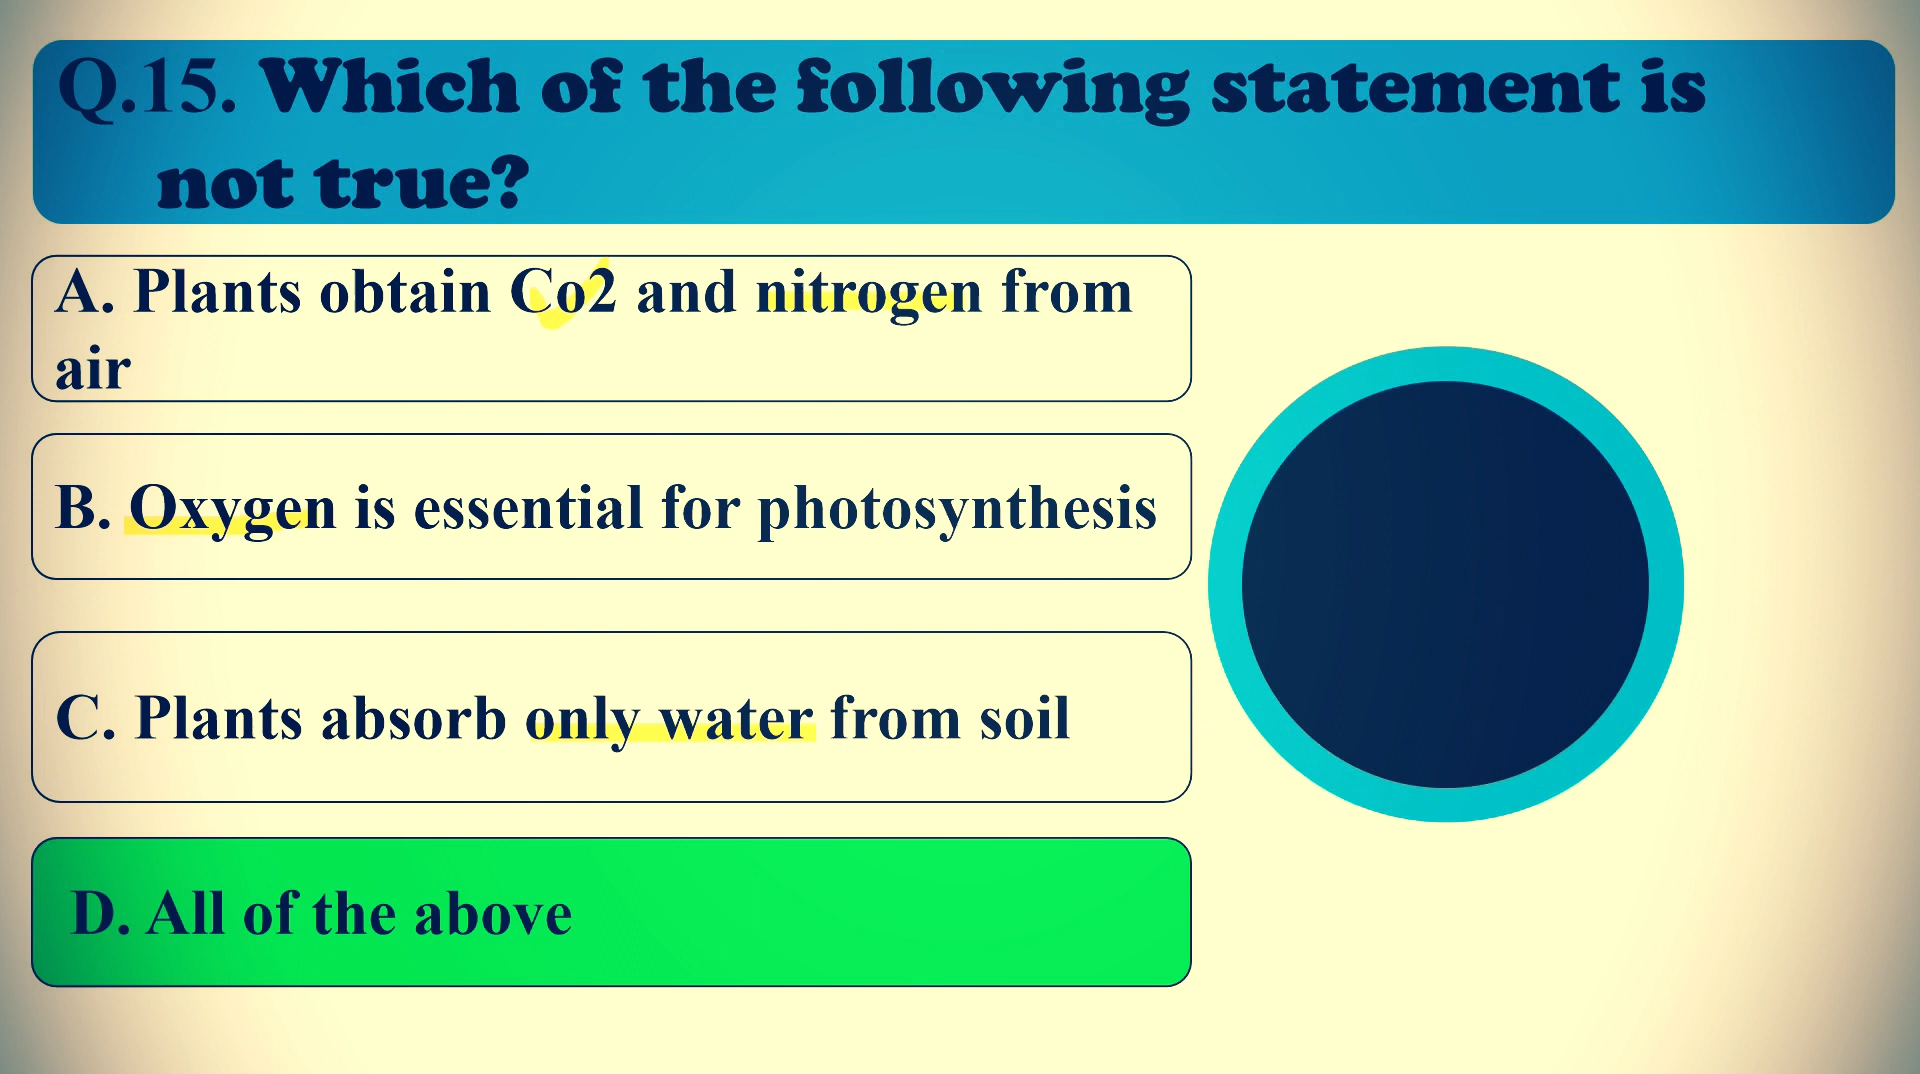 Q.15. Which of the following statement is
not true?
A. Plants obtain Co2 and nitrogen from
air
B. Oxygen is essential for photosynthesis
C. Plants absorb only water from soil
D. All of the above